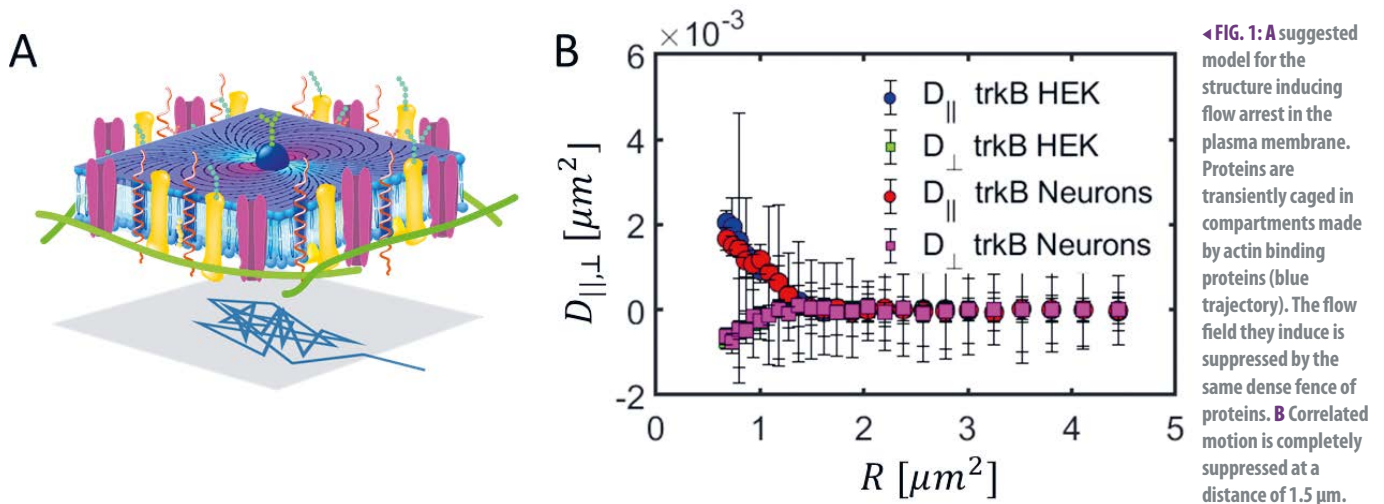 A
B
×10⁻³
6
4
2
0
-2
D||,⊥ [μm²]
D|| trkB HEK
D⊥ trkB HEK
D|| trkB Neurons
D⊥ trkB Neurons
0 1 2 3 4 5
R [μm²]
◂ FIG. 1: A suggested
model for the
structure inducing
flow arrest in the
plasma membrane.
Proteins are
transiently caged in
compartments made
by actin binding
proteins (blue
trajectory). The flow
field they induce is
suppressed by the
same dense fence of
proteins. B Correlated
motion is completely
suppressed at a
distance of 1.5 μm.